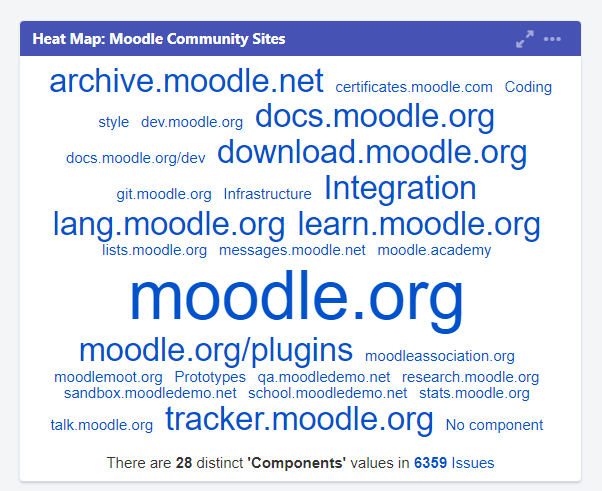 Heat Map: Moodle Community Sites
archive.moodle.net certificates.moodle.com Coding
style dev.moodle.org docs.moodle.org
docs.moodle.org/dev download.moodle.org
git.moodle.org Infrastructure Integration
lang.moodle.org learn.moodle.org
lists.moodle.org messages.moodle.net moodle.academy
moodle.org
moodle.org/plugins moodleassociation.org
moodlemoot.org Prototypes qa.moodledemo.net research.moodle.org
sandbox.moodledemo.net school.moodledemo.net stats.moodle.org
talk.moodle.org tracker.moodle.org No component
There are 28 distinct 'Components' values in 6359 Issues